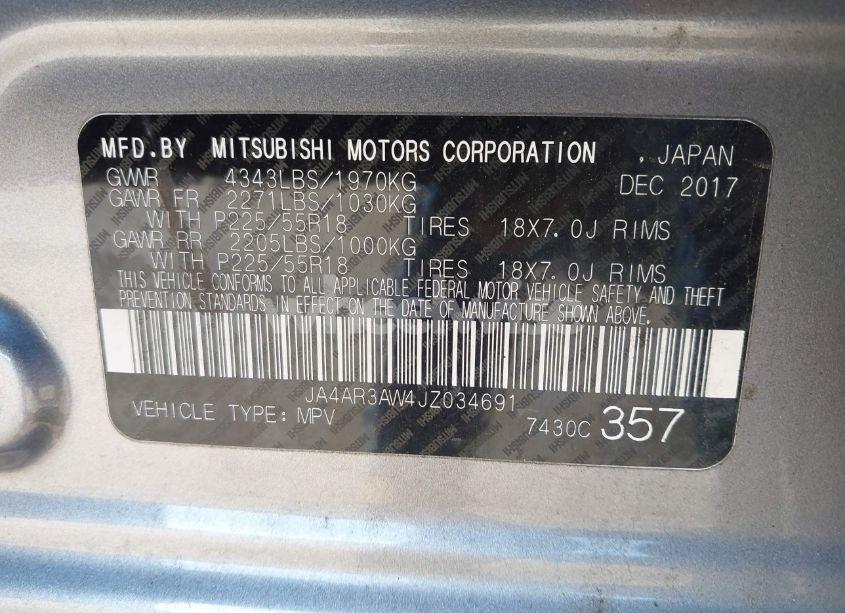 MFD.BY MITSUBISHI MOTORS CORPORATION . JAPAN
GVWR 4343LBS/1970KG DEC 2017
GAWR FR 2271LBS/1030KG
WITH P225/55R18 TIRES 18X7.0J RIMS
GAWR RR 2205LBS/1000KG
WITH P225/55R18 TIRES 18X7.0J RIMS
THIS VEHICLE CONFORMS TO ALL APPLICABLE FEDERAL MOTOR VEHICLE SAFETY AND THEFT
PREVENTION STANDARDS IN EFFECT ON THE DATE OF MANUFACTURE SHOWN ABOVE.
JA4AR3AW4JZ034691
VEHICLE TYPE: MPV 7430C 357